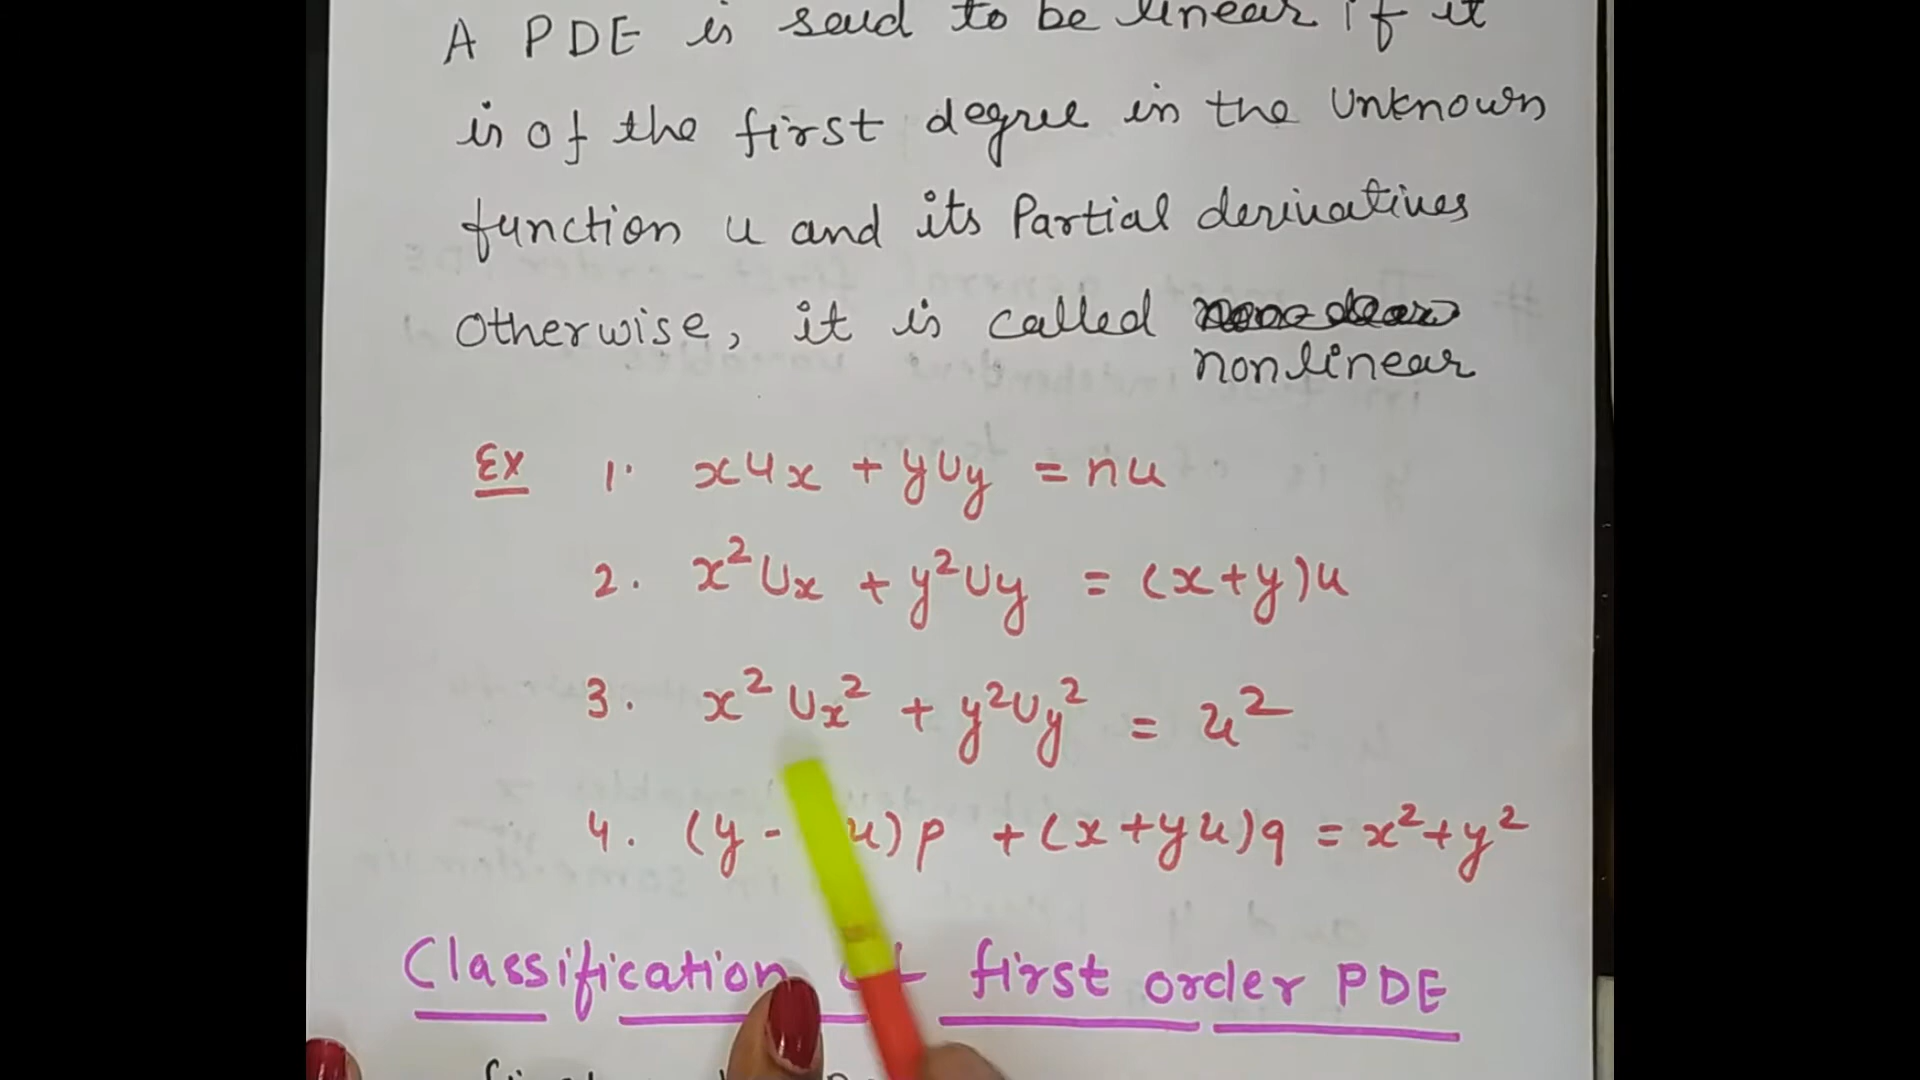 A PDE is said to be linear if it
is of the first degree in the unknown
function u and its Partial derivatives
Otherwise, it is called
nonlinear
Ex 1. xux + yuy = nu
2. x²Ux + y²Uy = (x+y)u
3. x²Ux² + y²Uy² = u²
4. (y - u)p + (x+yu)q = x²+y²
Classification of first order PDE